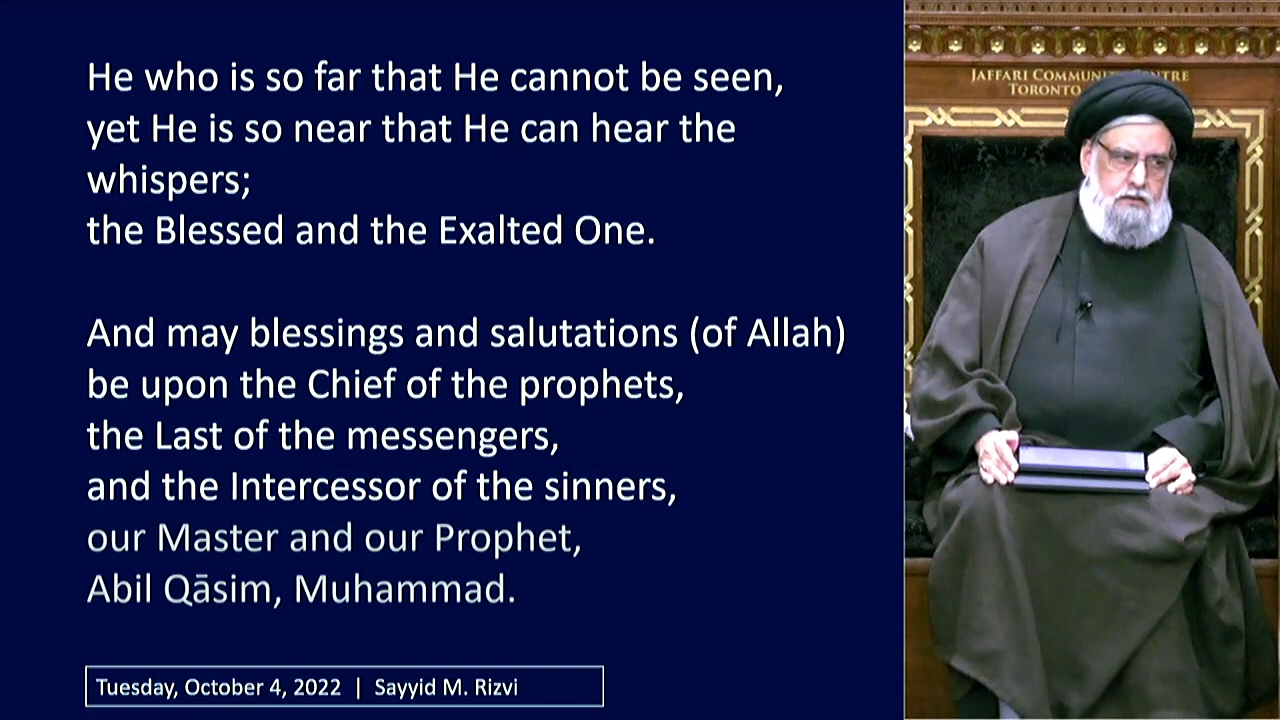 He who is so far that He cannot be seen,
yet He is so near that He can hear the
whispers;
the Blessed and the Exalted One.
And may blessings and salutations (of Allah)
be upon the Chief of the prophets,
the Last of the messengers,
and the Intercessor of the sinners,
our Master and our Prophet,
Abil Qāsim, Muhammad.
Tuesday, October 4, 2022 | Sayyid M. Rizvi
JAFFARI COMMUN TRE
TORONTO